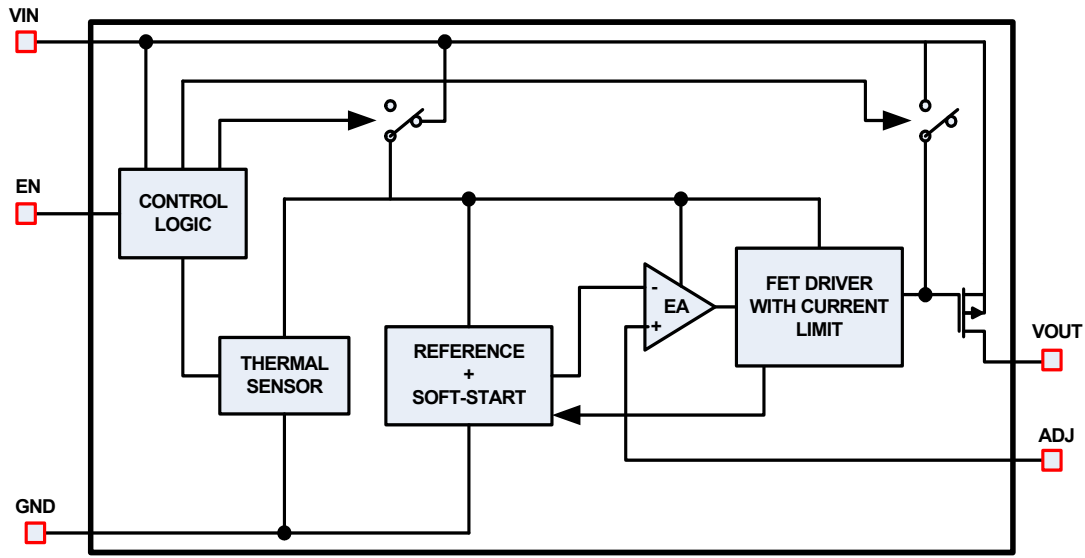 VIN
EN
CONTROL
LOGIC
-
EA
+
FET DRIVER
WITH CURRENT
LIMIT
VOUT
THERMAL
SENSOR
REFERENCE
+
SOFT-START
ADJ
GND